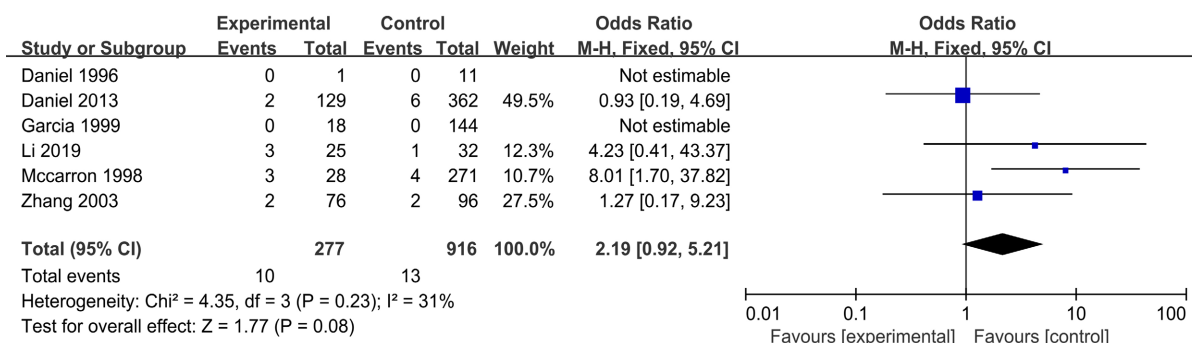 Experimental Control Odds Ratio Odds Ratio
Study or Subgroup Events Total Events Total Weight M-H, Fixed, 95% CI M-H, Fixed, 95% CI
Daniel 1996 0 1 0 11 Not estimable
Daniel 2013 2 129 6 362 49.5% 0.93 [0.19, 4.69]
Garcia 1999 0 18 0 144 Not estimable
Li 2019 3 25 1 32 12.3% 4.23 [0.41, 43.37]
Mccarron 1998 3 28 4 271 10.7% 8.01 [1.70, 37.82]
Zhang 2003 2 76 2 96 27.5% 1.27 [0.17, 9.23]
Total (95% CI) 277 916 100.0% 2.19 [0.92, 5.21]
Total events 10 13
Heterogeneity: Chi² = 4.35, df = 3 (P = 0.23); I² = 31%
Test for overall effect: Z = 1.77 (P = 0.08)
0.01 0.1 1 10 100
Favours [experimental] Favours [control]